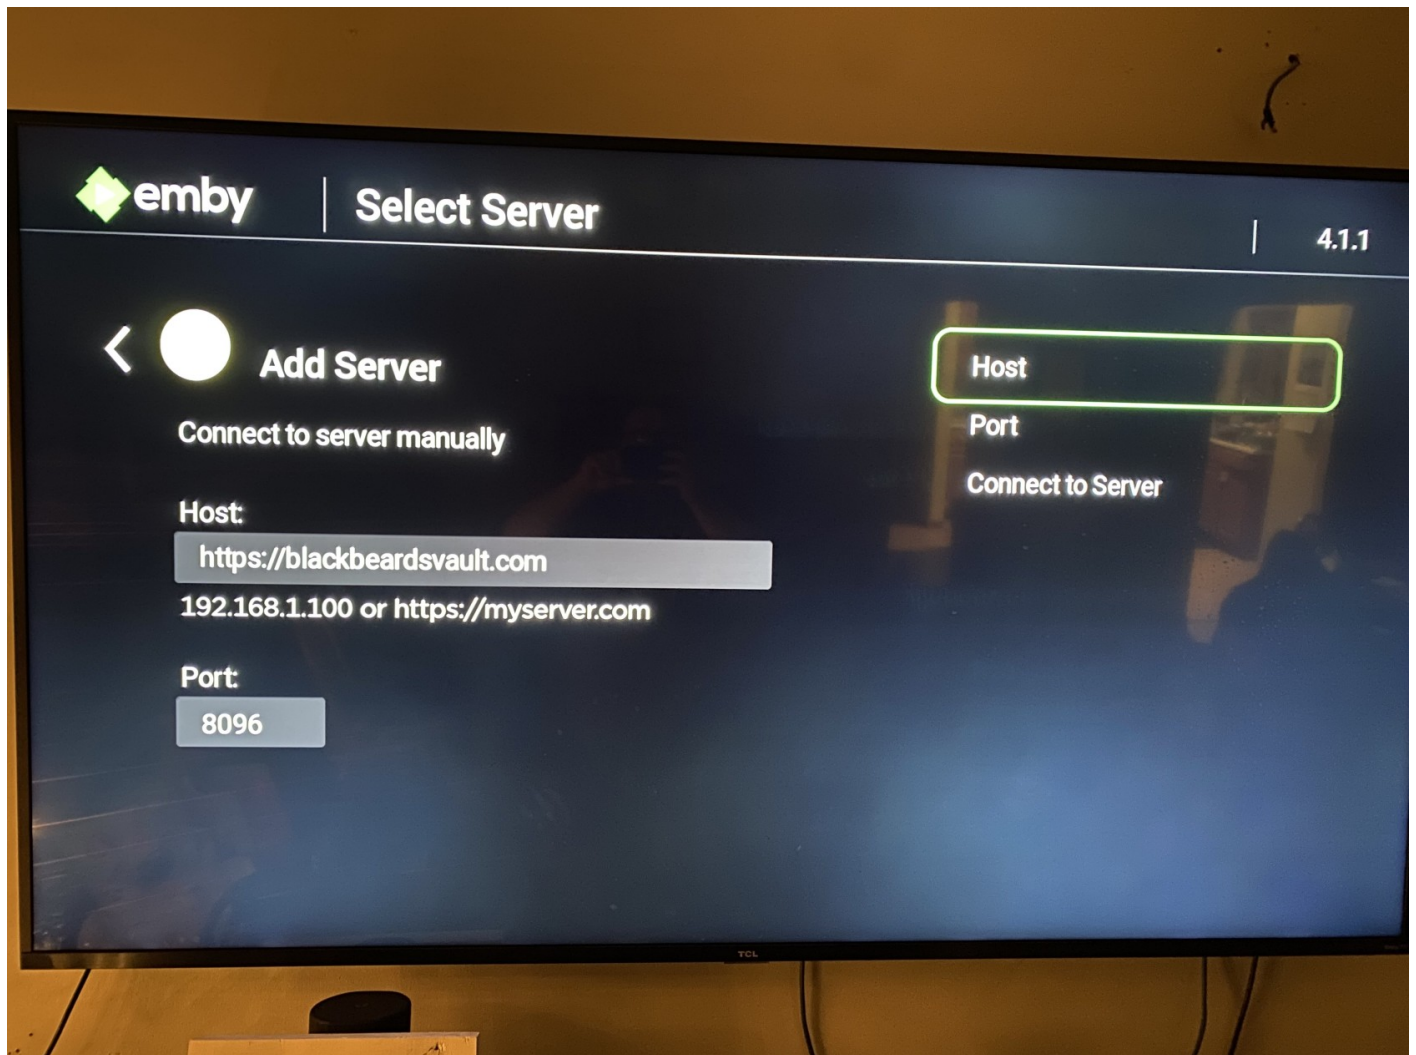 emby
Select Server
4.1.1
Add Server
Connect to server manually
Host:
https://blackbeardsvault.com
192.168.1.100 or https://myserver.com
Port:
8096
Host
Port
Connect to Server
TCL